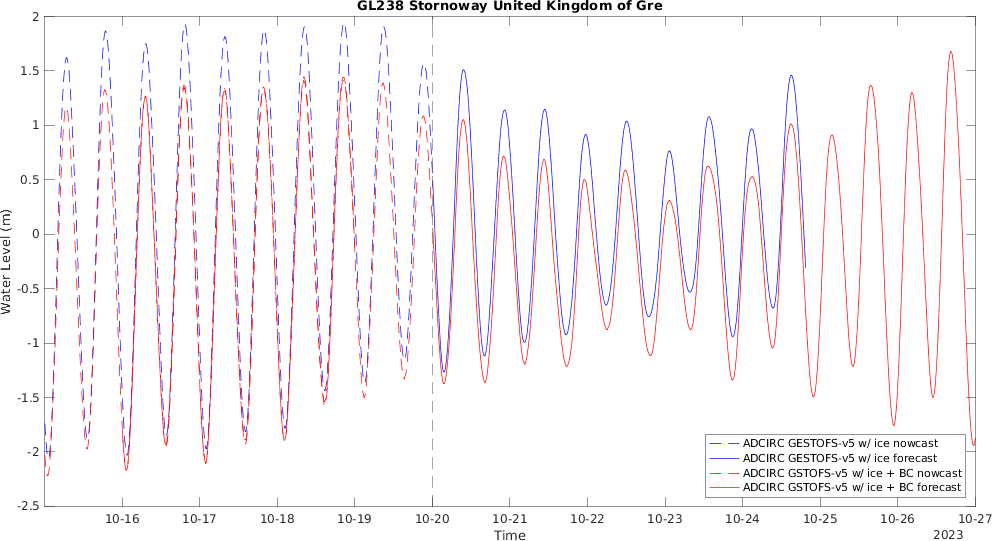 GL238 Stornoway United Kingdom of Gre
2
1.5
1
0.5
0
-0.5
-1
-1.5
-2
-2.5
Water Level (m)
10-16 10-17 10-18 10-19 10-20 10-21 10-22 10-23 10-24 10-25 10-26 10-27
Time
2023
ADCIRC GESTOFS-v5 w/ ice nowcast
ADCIRC GESTOFS-v5 w/ ice forecast
ADCIRC GSTOFS-v5 w/ ice + BC nowcast
ADCIRC GSTOFS-v5 w/ ice + BC forecast